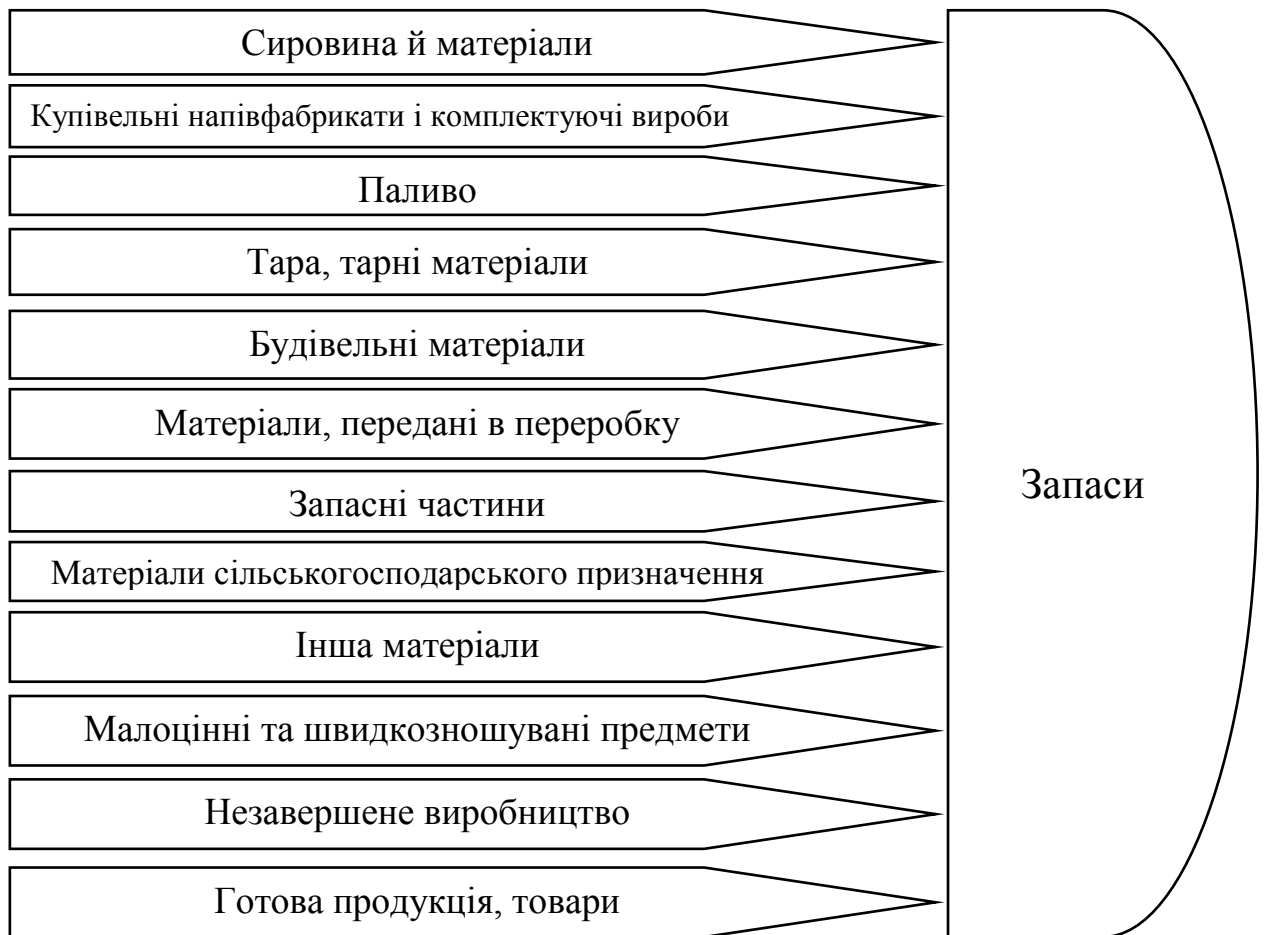 Сировина й матеріали
Купівельні напівфабрикати і комплектуючі вироби
Паливо
Тара, тарні матеріали
Будівельні матеріали
Матеріали, передані в переробку
Запасні частини
Матеріали сільськогосподарського призначення
Інша матеріали
Малоцінні та швидкозношувані предмети
Незавершене виробництво
Готова продукція, товари
Запаси